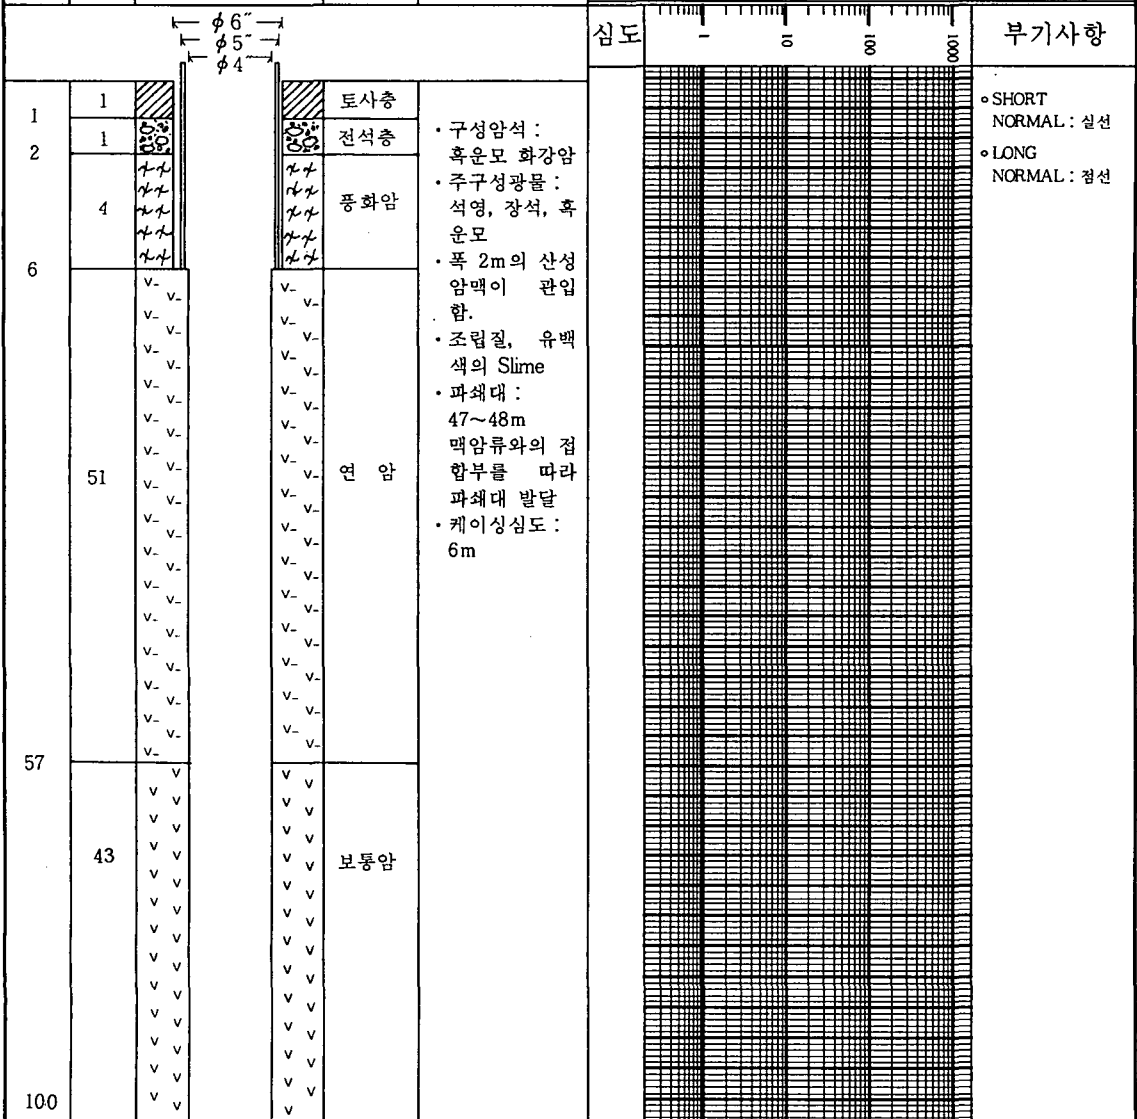 φ6″
φ5″
φ4″
심도
1
10
100
1000
부기사항
1
1
토사층
2
1
전석층
4
풍화암
6
51
연 암
57
43
보통암
100
· 구성암석 :
흑운모 화강암
· 주구성광물 :
석영, 장석, 흑
운모
· 폭 2m의 산성
암맥이 관입
함.
· 조립질, 유백
색의 Slime
· 파쇄대 :
47~48m
맥암류와의 접
합부를 따라
파쇄대 발달
· 케이싱심도 :
6m
∘ SHORT
NORMAL : 실선
∘ LONG
NORMAL : 점선